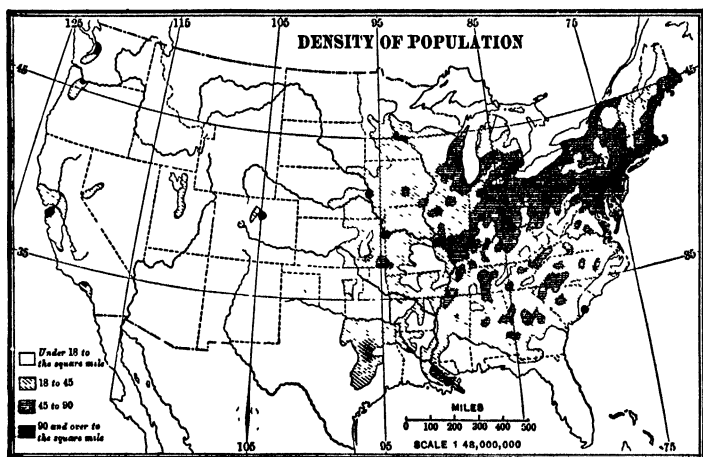 125
115
105
95
85
75
DENSITY OF POPULATION
45
45
35
35
Under 18 to
the square mile
18 to 45
45 to 90
90 and over to
the square mile
MILES
0 100 200 300 400 500
SCALE 1 48,000,000
105
95
75